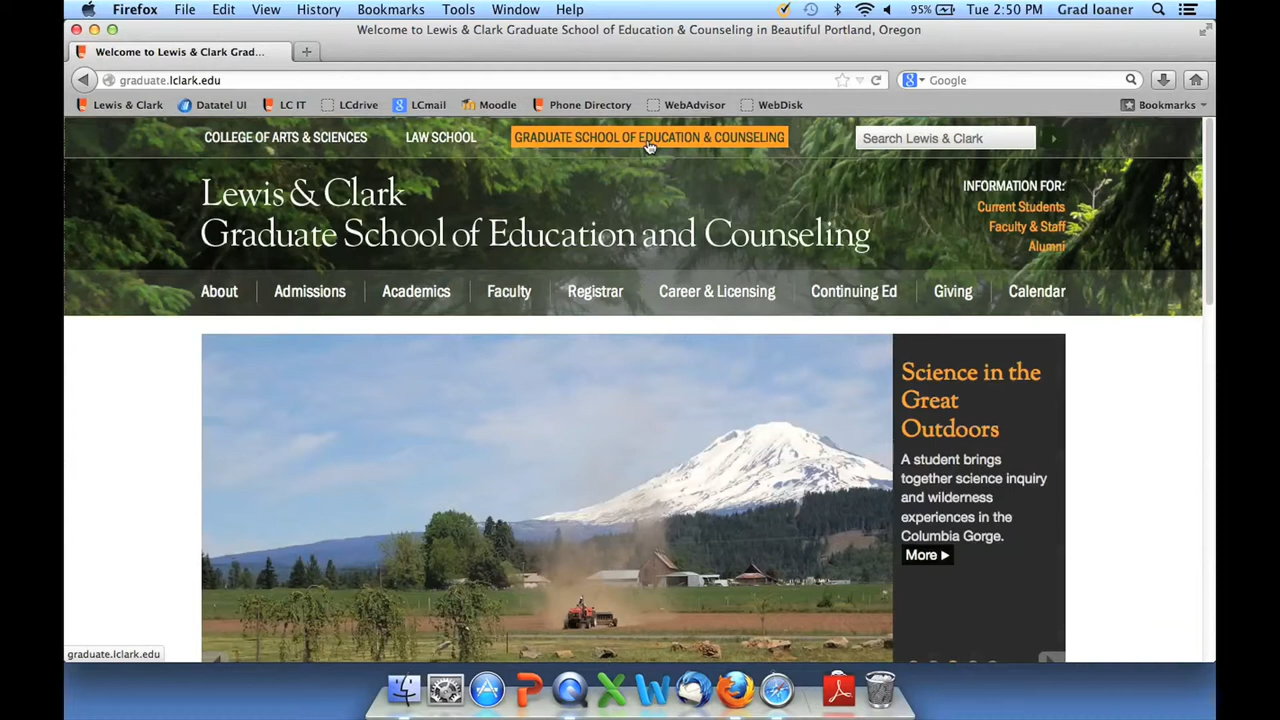 Firefox File Edit View History Bookmarks Tools Window Help 95% Tue 2:50 PM Grad loaner
Welcome to Lewis & Clark Graduate School of Education & Counseling in Beautiful Portland, Oregon
Welcome to Lewis & Clark Grad...
graduate.lclark.edu Google
Lewis & Clark Datatel UI LC IT LCdrive LCmail Moodle Phone Directory WebAdvisor WebDisk Bookmarks
COLLEGE OF ARTS & SCIENCES LAW SCHOOL GRADUATE SCHOOL OF EDUCATION & COUNSELING Search Lewis & Clark
Lewis & Clark
Graduate School of Education and Counseling
INFORMATION FOR:
Current Students
Faculty & Staff
Alumni
About Admissions Academics Faculty Registrar Career & Licensing Continuing Ed Giving Calendar
Science in the
Great
Outdoors
A student brings
together science inquiry
and wilderness
experiences in the
Columbia Gorge.
More
graduate.lclark.edu